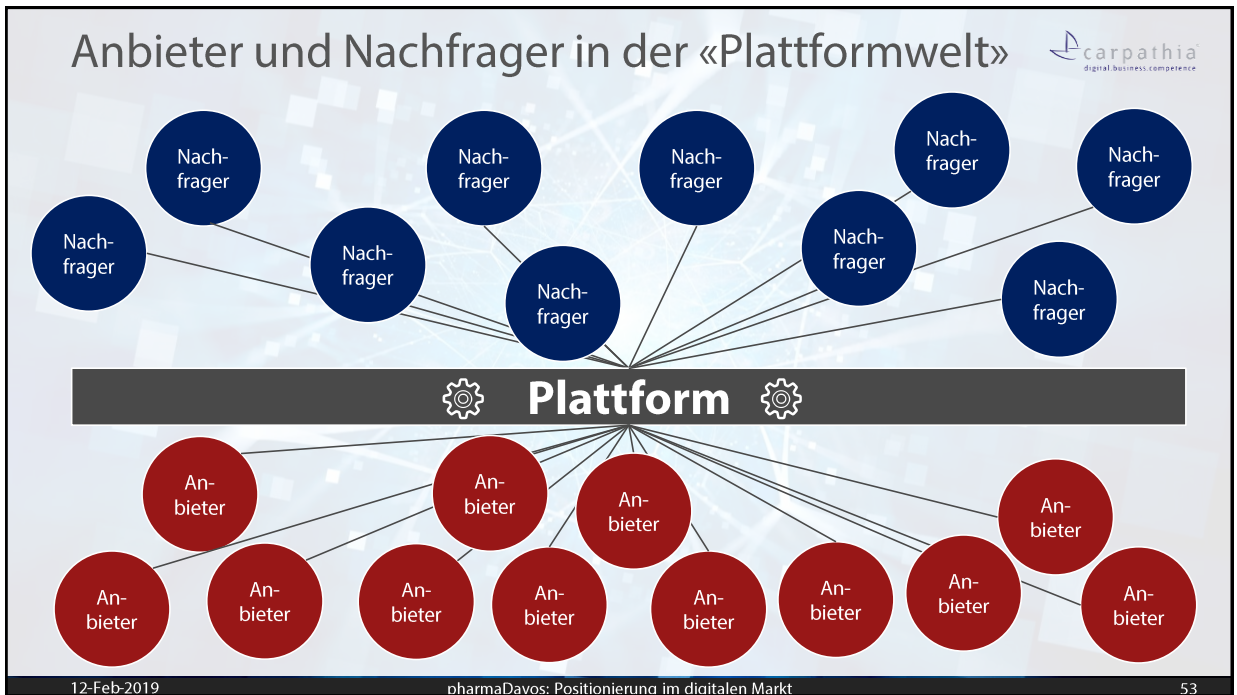 Anbieter und Nachfrager in der «Plattformwelt»
carpathia
digital.business.competence
Nach-
frager
Nach-
frager
Nach-
frager
Nach-
frager
Nach-
frager
Nach-
frager
Nach-
frager
Nach-
frager
Nach-
frager
Nach-
frager
Plattform
An-
bieter
An-
bieter
An-
bieter
An-
bieter
An-
bieter
An-
bieter
An-
bieter
An-
bieter
An-
bieter
An-
bieter
An-
bieter
An-
bieter
12-Feb-2019
pharmaDavos: Positionierung im digitalen Markt
53